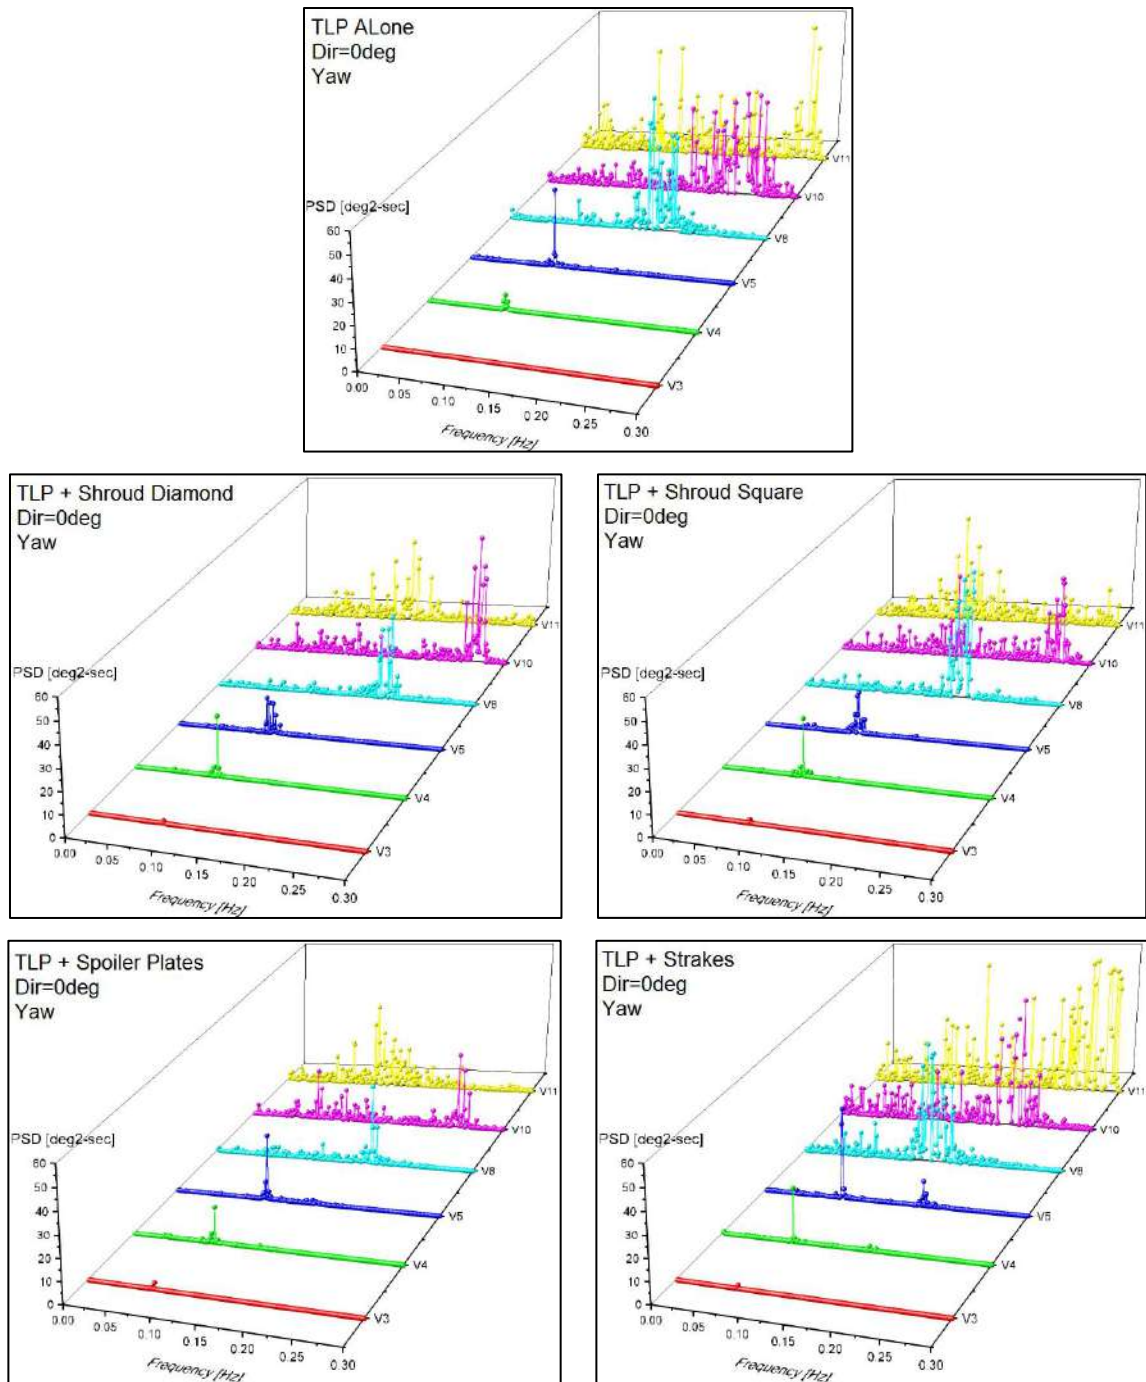 TLP ALone
Dir=0deg
Yaw
PSD [deg2-sec]
60
50
40
30
20
10
0
0.00
0.05
0.10
0.15
0.20
0.25
0.30
Frequency [Hz]
V3
V4
V5
V8
V10
V11
TLP + Shroud Diamond
Dir=0deg
Yaw
PSD [deg2-sec]
60
50
40
30
20
10
0
0.00
0.05
0.10
0.15
0.20
0.25
0.30
Frequency [Hz]
V3
V4
V5
V8
V10
V11
TLP + Shroud Square
Dir=0deg
Yaw
PSD [deg2-sec]
60
50
40
30
20
10
0
0.00
0.05
0.10
0.15
0.20
0.25
0.30
Frequency [Hz]
V3
V4
V5
V8
V10
V11
TLP + Spoiler Plates
Dir=0deg
Yaw
PSD [deg2-sec]
60
50
40
30
20
10
0
0.00
0.05
0.10
0.15
0.20
0.25
0.30
Frequency [Hz]
V3
V4
V5
V8
V10
V11
TLP + Strakes
Dir=0deg
Yaw
PSD [deg2-sec]
60
50
40
30
20
10
0
0.00
0.05
0.10
0.15
0.20
0.25
0.30
Frequency [Hz]
V3
V4
V5
V8
V10
V11